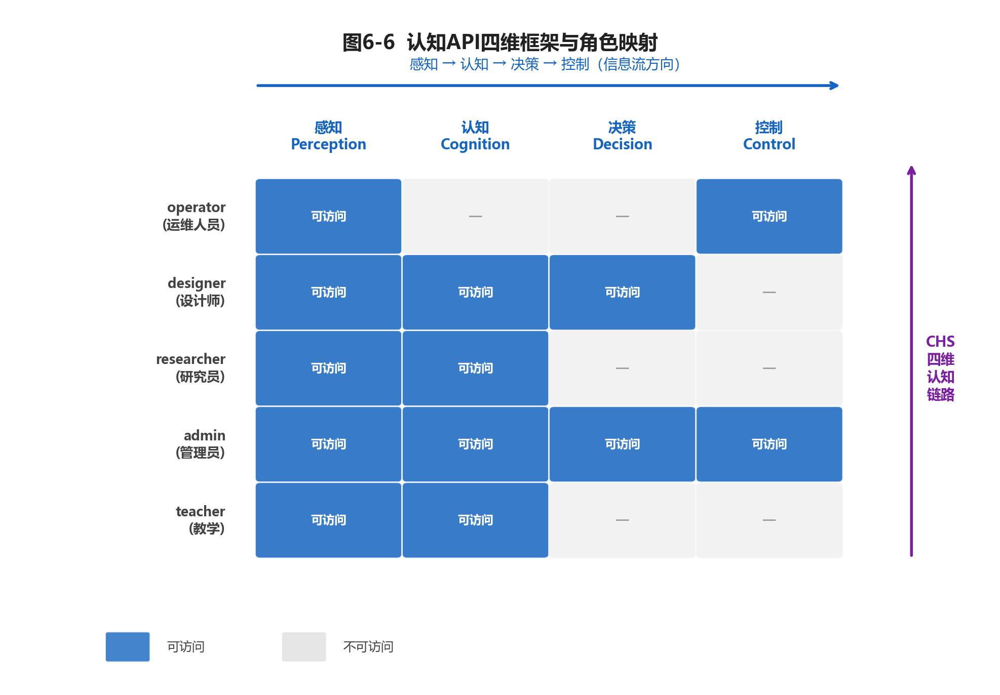 图6-6 认知API四维框架与角色映射
感知 → 认知 → 决策 → 控制（信息流方向）
感知
Perception
认知
Cognition
决策
Decision
控制
Control
operator
(运维人员)
可访问
—
—
可访问
designer
(设计师)
可访问
可访问
可访问
—
researcher
(研究员)
可访问
可访问
—
—
admin
(管理员)
可访问
可访问
可访问
可访问
teacher
(教学)
可访问
可访问
—
—
CHS
四维
认知
链路
可访问
不可访问